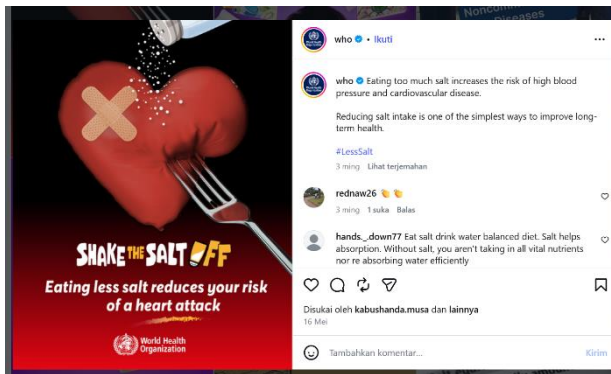 Noncommu
Diseases
SHAKE THE SALT OFF
Eating less salt reduces your risk
of a heart attack
World Health
Organization
who • Ikuti
who Eating too much salt increases the risk of high blood
pressure and cardiovascular disease.
Reducing salt intake is one of the simplest ways to improve long-
term health.
#LessSalt
3 ming Lihat terjemahan
rednaw26 👏 👏
3 ming 1 suka Balas
hands._.down77 Eat salt drink water balanced diet. Salt helps
absorption. Without salt, you aren't taking in all vital nutrients
nor re absorbing water efficiently
Disukai oleh kabushanda.musa dan lainnya
16 Mei
Tambahkan komentar...
Kirim